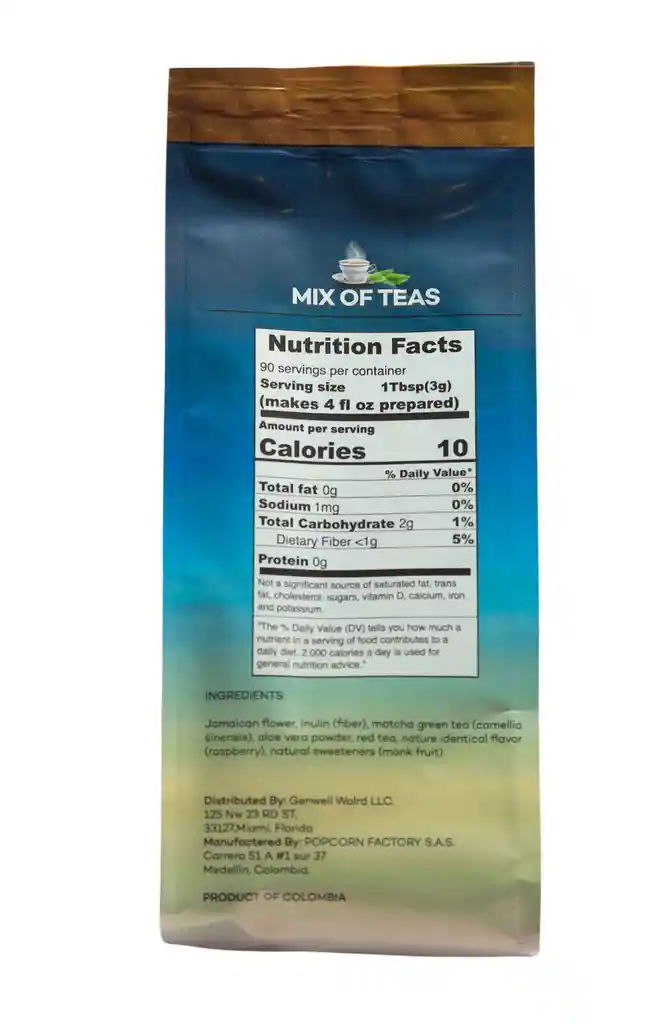 MIX OF TEAS
Nutrition Facts
90 servings per container
Serving size 1Tbsp(3g)
(makes 4 fl oz prepared)
Amount per serving
Calories 10
% Daily Value*
Total fat 0g 0%
Sodium 1mg 0%
Total Carbohydrate 2g 1%
Dietary Fiber <1g 5%
Protein 0g
Not a significant source of saturated fat, trans
fat, cholesterol, sugars, vitamin D, calcium, iron
and potassium.
"The % Daily Value (DV) tells you how much a
nutrient in a serving of food contributes to a
daily diet. 2,000 calories a day is used for
general nutrition advice."
INGREDIENTS:
Jamaican flower, inulin (fiber), matcha green tea (camellia
sinensis), aloe vera powder, red tea, nature identical flavor
(raspberry), natural sweeteners (monk fruit)
Distributed By: Genwell Walrd LLC.
125 Nw 23 RD ST,
33127,Miami, Florida
Manufactored By: POPCORN FACTORY S.A.S.
Carrera 51 A #1 sur 37
Medellin, Colombia.
PRODUCT OF COLOMBIA